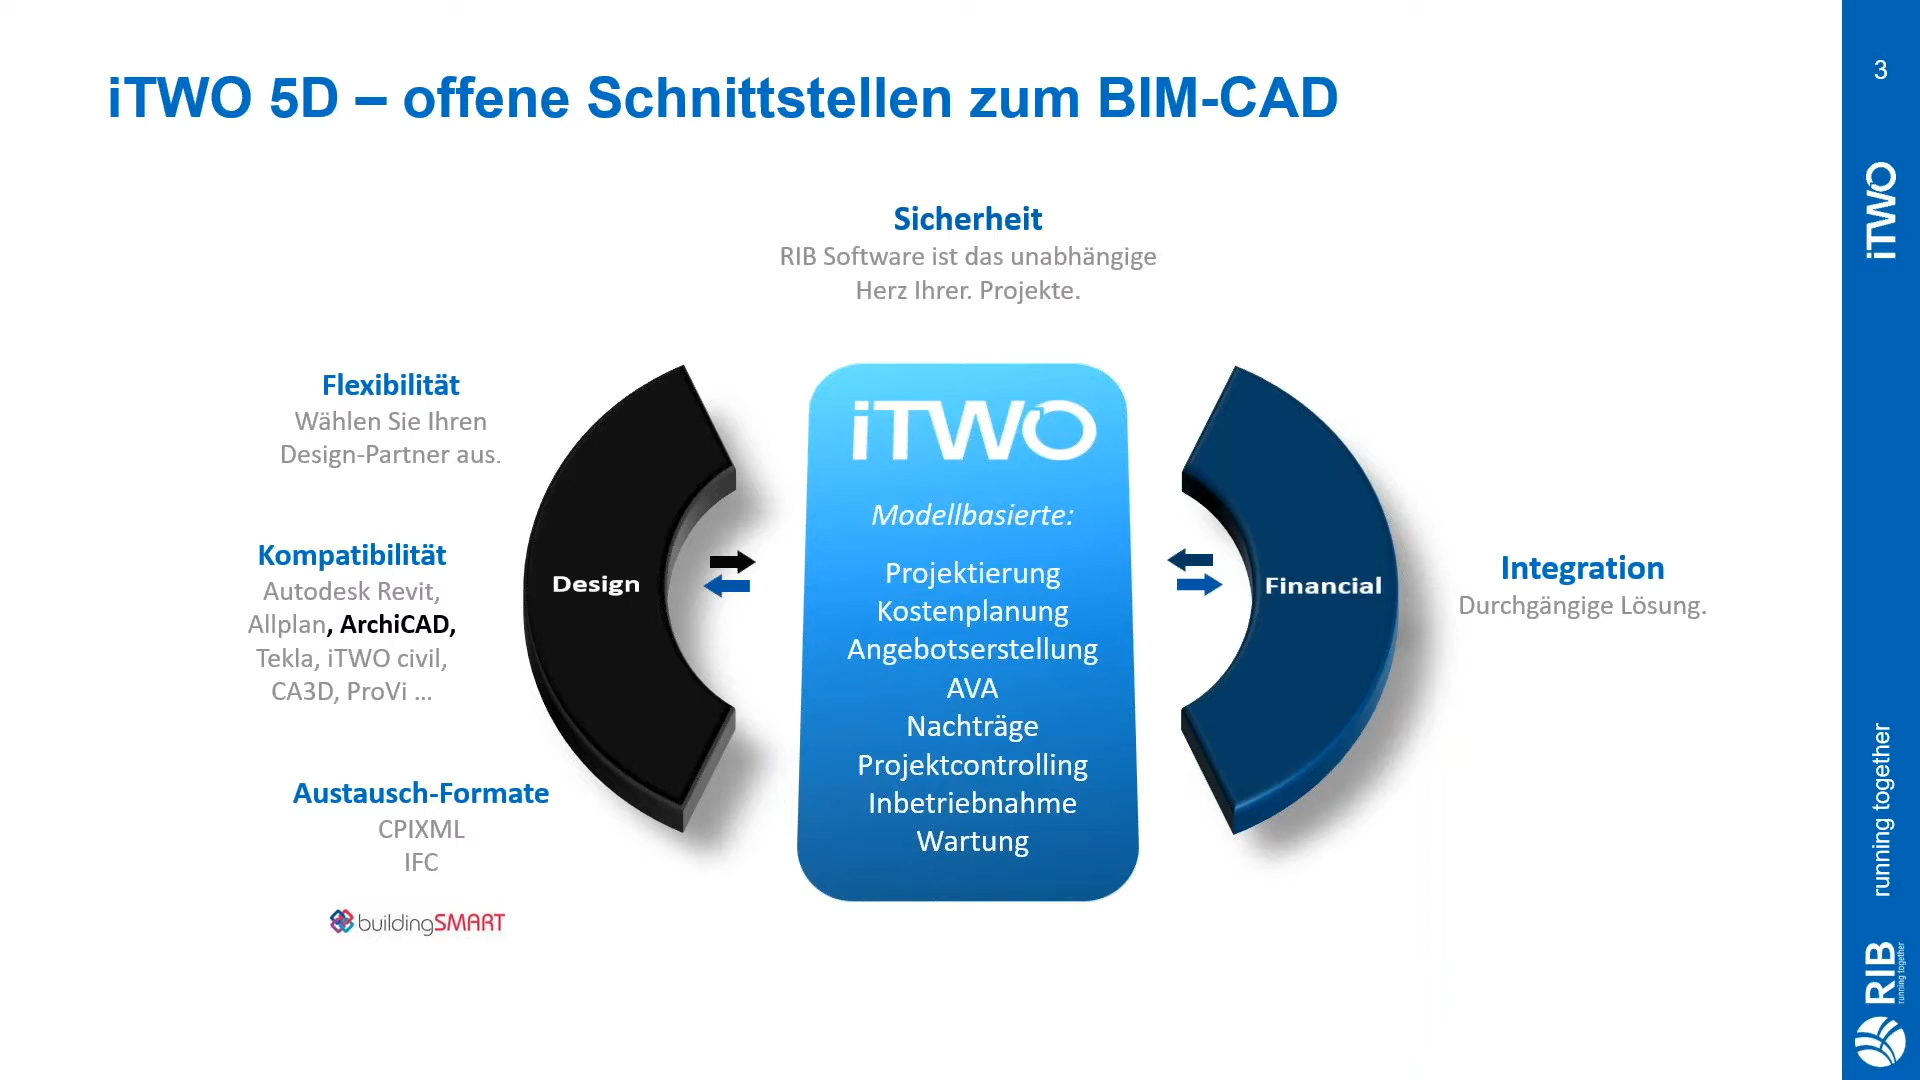 iTWO 5D – offene Schnittstellen zum BIM-CAD
3
iTWO
Sicherheit
RIB Software ist das unabhängige
Herz Ihrer. Projekte.
Flexibilität
Wählen Sie Ihren
Design-Partner aus.
Kompatibilität
Autodesk Revit,
Allplan, ArchiCAD,
Tekla, iTWO civil,
CA3D, ProVi ...
Austausch-Formate
CPIXML
IFC
buildingSMART
Design
iTWO
Modellbasierte:
Projektierung
Kostenplanung
Angebotserstellung
AVA
Nachträge
Projektcontrolling
Inbetriebnahme
Wartung
Financial
Integration
Durchgängige Lösung.
running together
RIB
running together